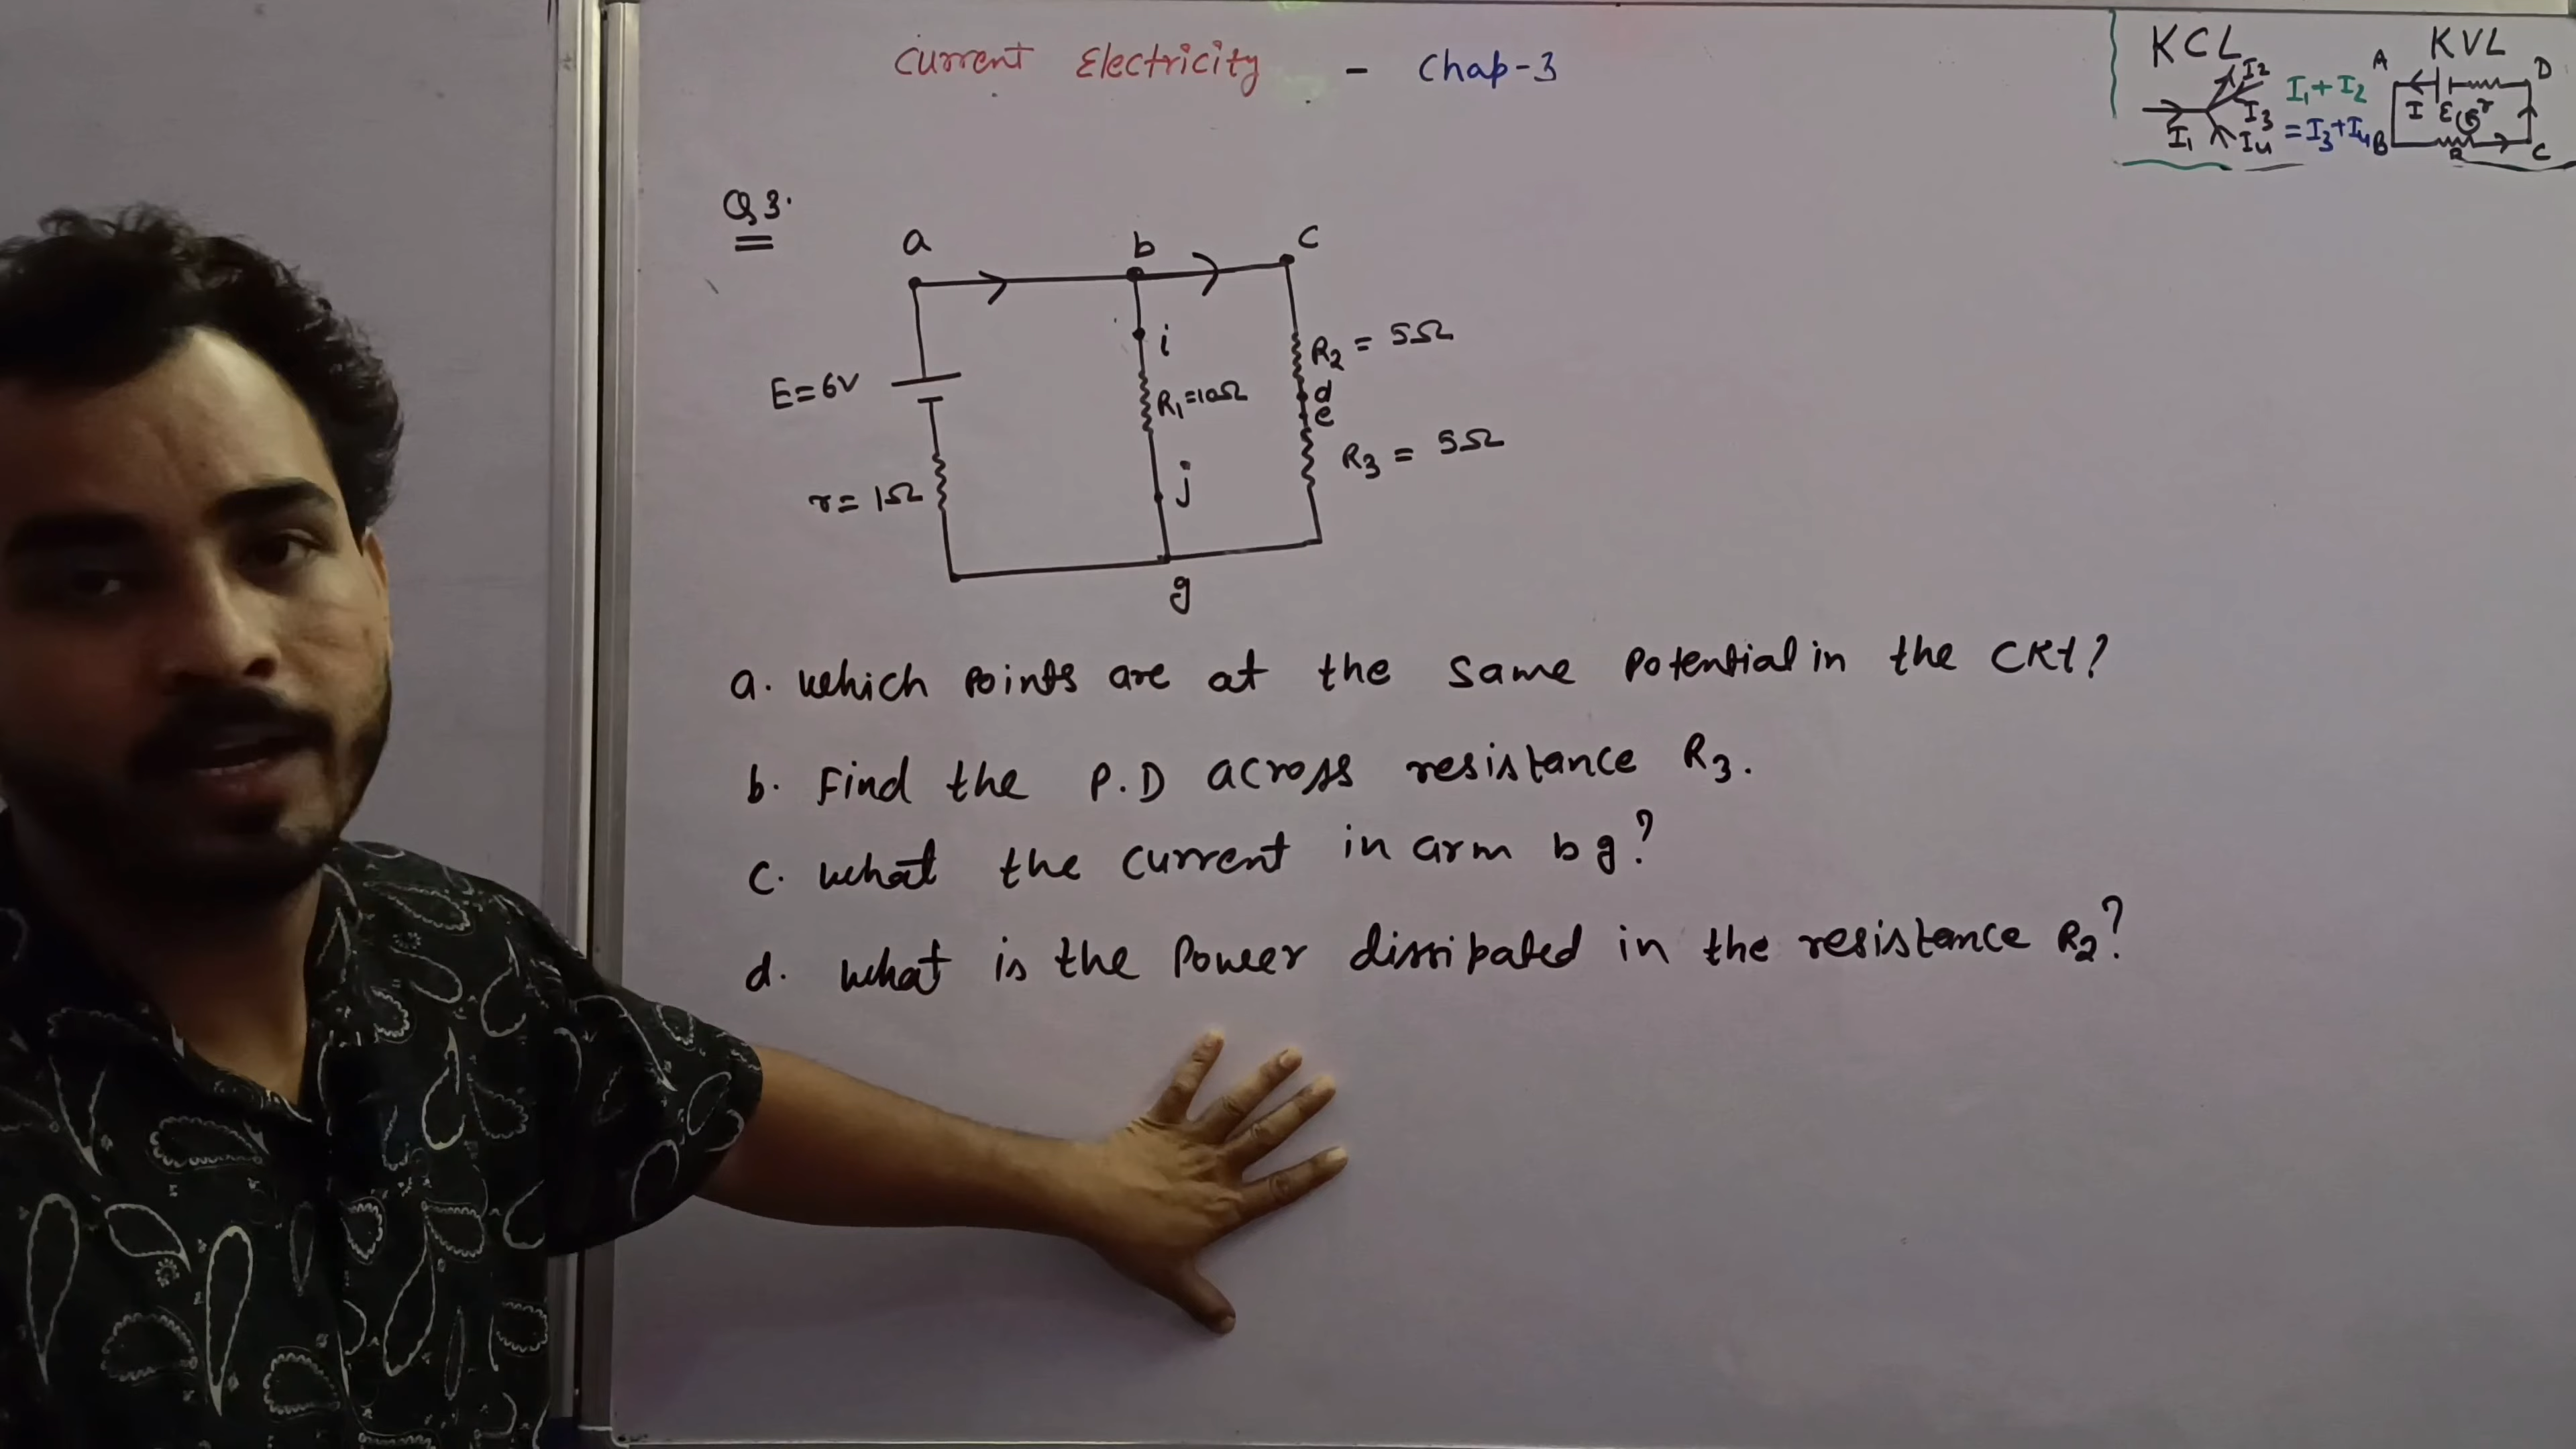 Current Electricity - Chap-3
KCL
I2
I1
I3
I4
I1+I2
=I3+I4
KVL
A
D
I
E
r
B
R
C
Q3.
a
b
c
i
E=6V
R1=10Ω
R2 = 5Ω
d
e
R3 = 5Ω
r= 1Ω
j
g
a. which points are at the same potential in the CKt?
b. Find the P.D across resistance R3.
c. what the current in arm bg?
d. what is the power dissipated in the resistance R2?